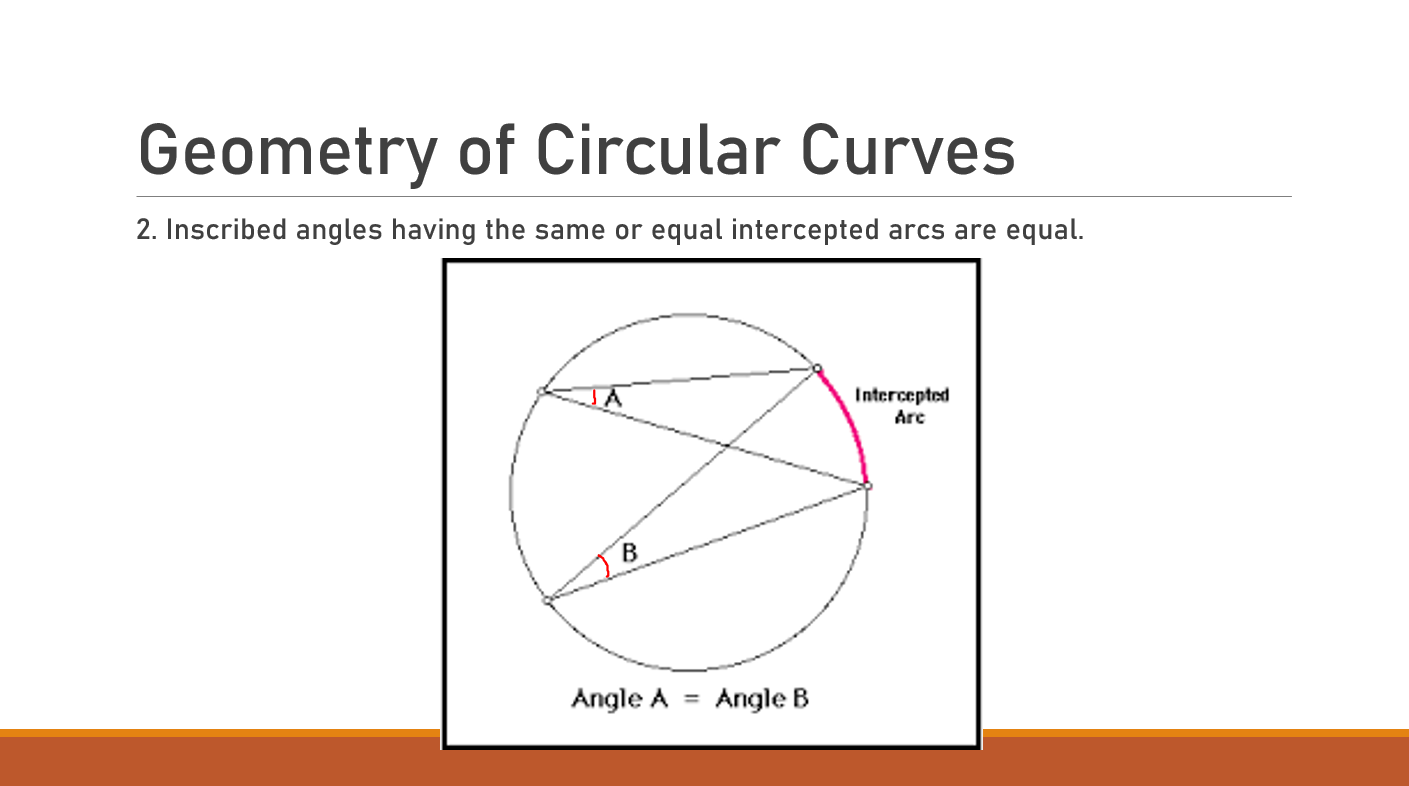 Geometry of Circular Curves
2. Inscribed angles having the same or equal intercepted arcs are equal.
A
Intercepted
Arc
B
Angle A = Angle B